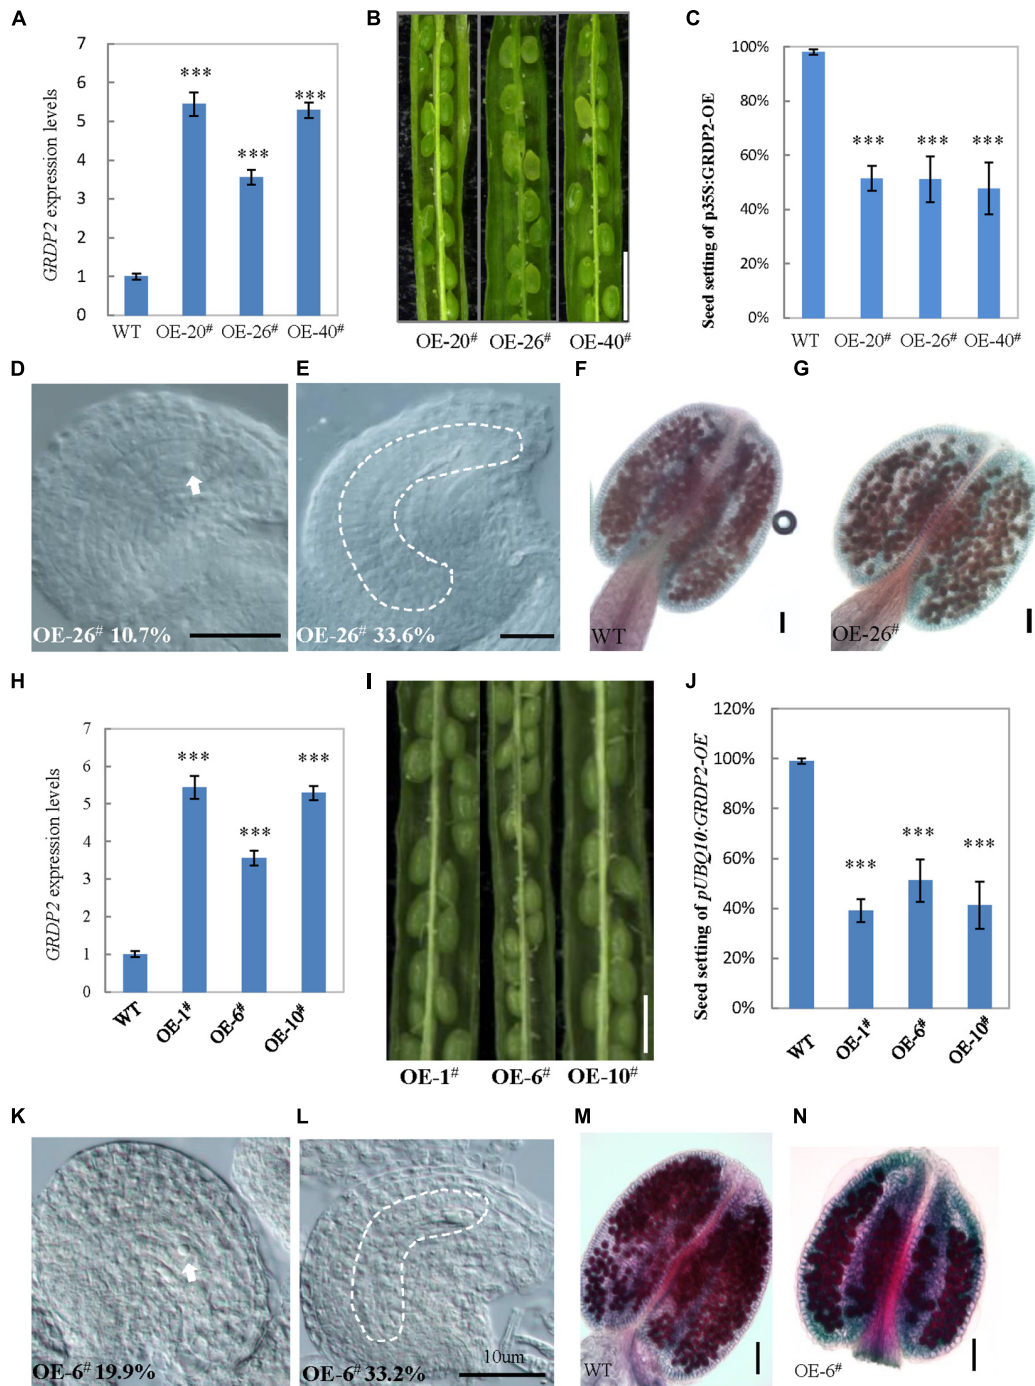 A
B
C
GRDP2 expression levels
7
6
5
4
3
2
1
0
***
***
***
WT
OE-20#
OE-26#
OE-40#
OE-20#
OE-26#
OE-40#
Seed setting of p35S:GRDP2-OE
100%
80%
60%
40%
20%
0%
***
***
***
WT
OE-20#
OE-26#
OE-40#
D
E
F
G
OE-26# 10.7%
OE-26# 33.6%
WT
OE-26#
H
I
J
GRDP2 expression levels
7
6
5
4
3
2
1
0
***
***
***
WT
OE-1#
OE-6#
OE-10#
OE-1#
OE-6#
OE-10#
Seed setting of pUBQ10:GRDP2-OE
120%
100%
80%
60%
40%
20%
0%
***
***
***
WT
OE-1#
OE-6#
OE-10#
K
L
M
N
OE-6# 19.9%
OE-6# 33.2%
10um
WT
OE-6#